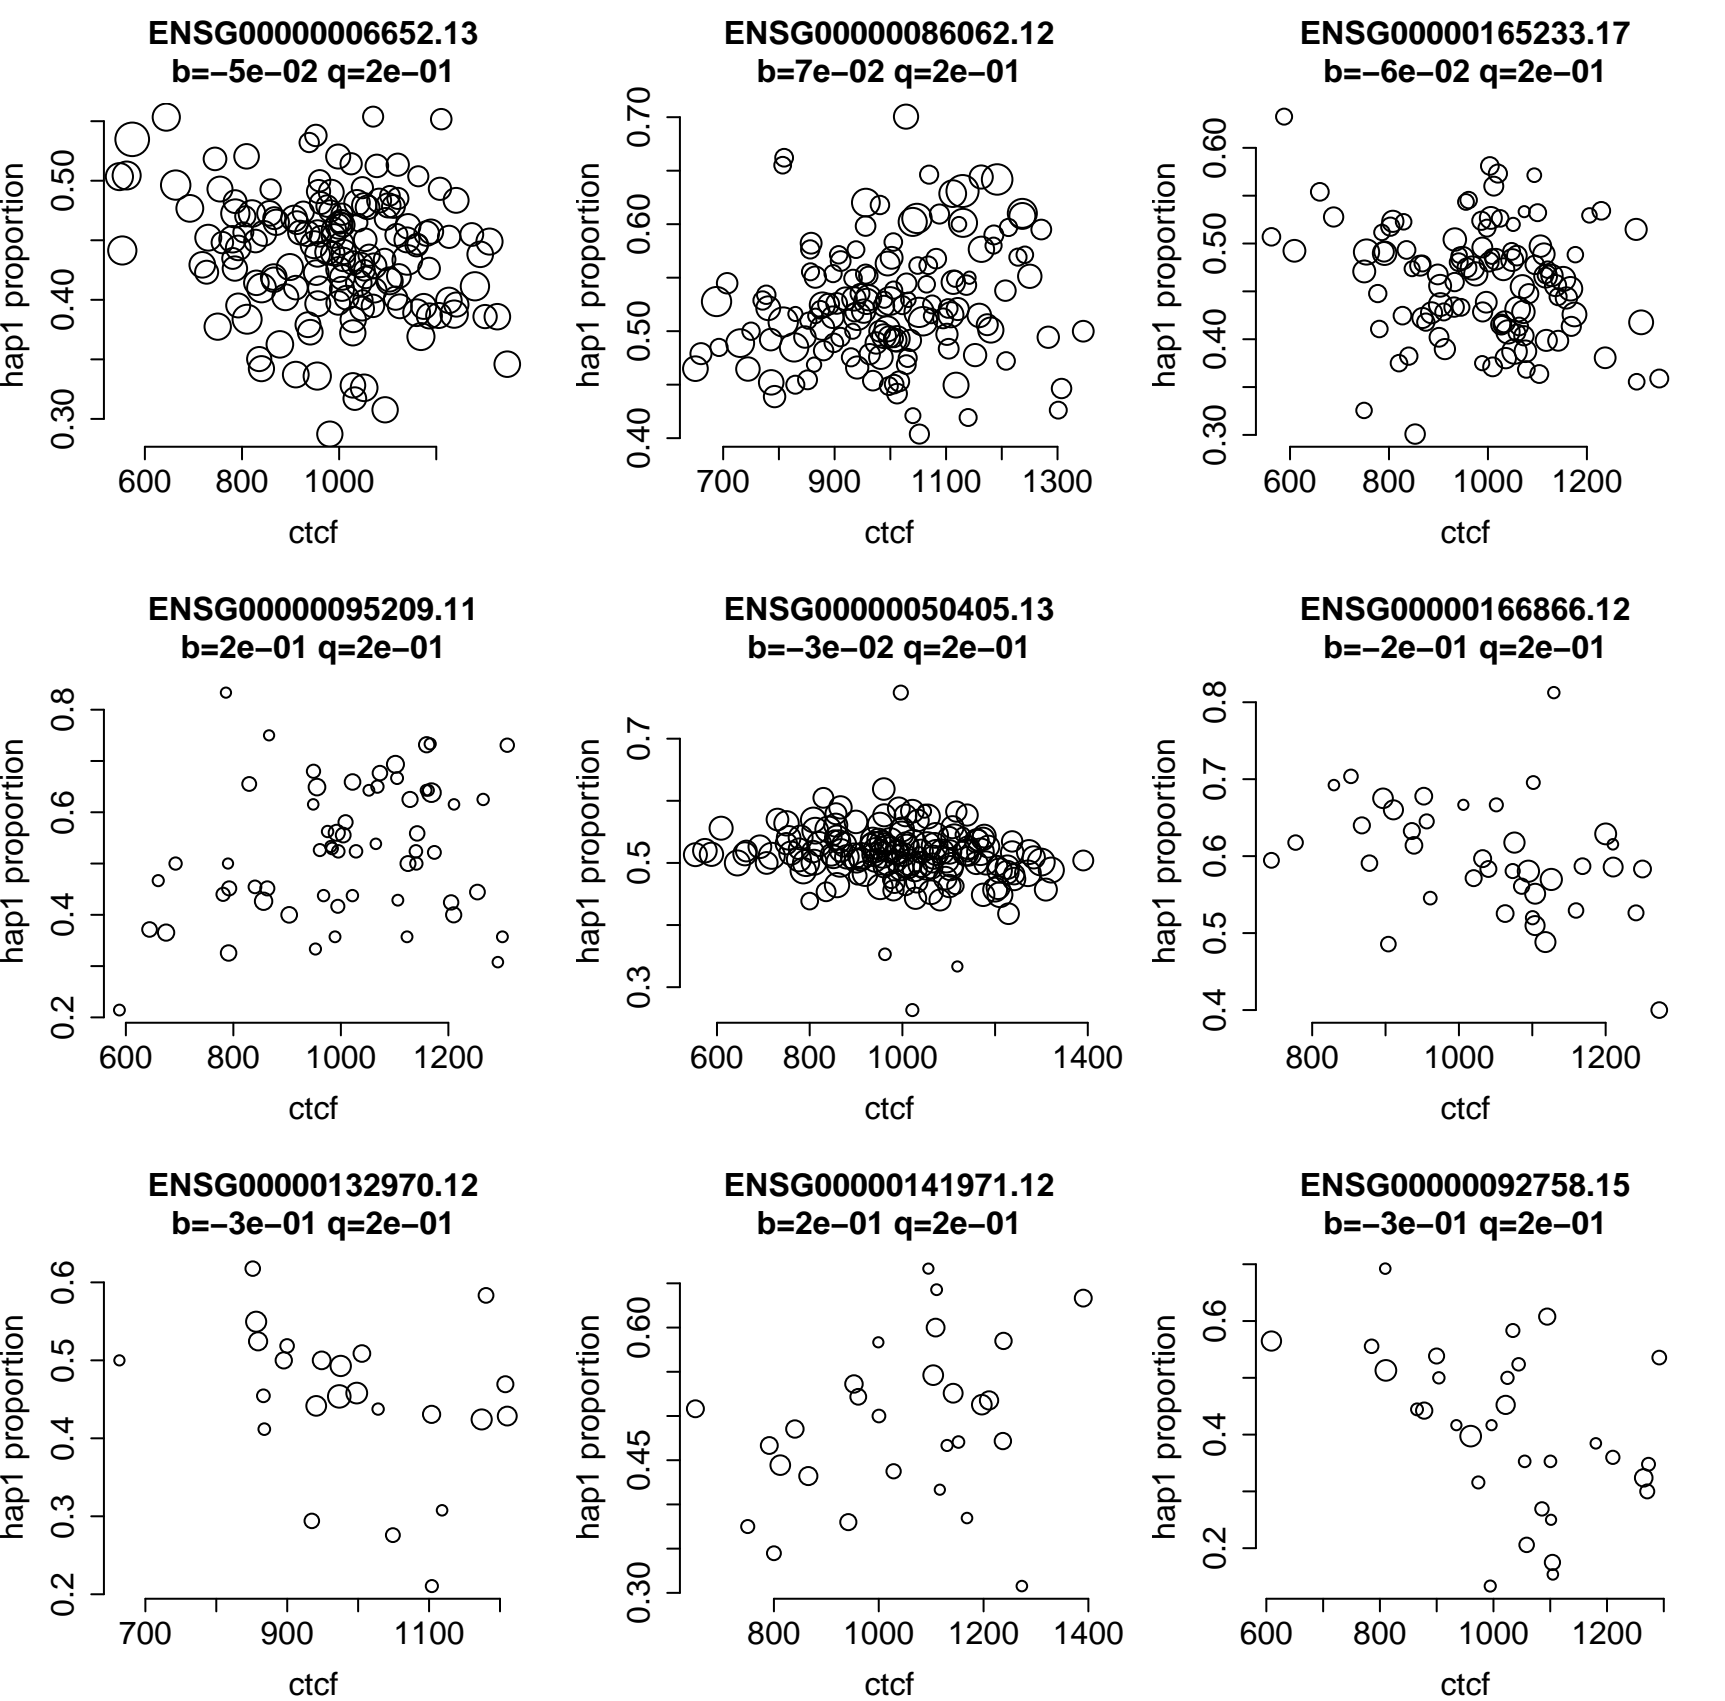 ENSG00000006652.13
b=−5e−02 q=2e−01
hap1 proportion
0.30 0.40 0.50
600 800 1000
ctcf
ENSG00000086062.12
b=7e−02 q=2e−01
hap1 proportion
0.40 0.50 0.60 0.70
700 900 1100 1300
ctcf
ENSG00000165233.17
b=−6e−02 q=2e−01
hap1 proportion
0.30 0.40 0.50 0.60
600 800 1000 1200
ctcf
ENSG00000095209.11
b=2e−01 q=2e−01
hap1 proportion
0.2 0.4 0.6 0.8
600 800 1000 1200
ctcf
ENSG00000050405.13
b=−3e−02 q=2e−01
hap1 proportion
0.3 0.5 0.7
600 800 1000 1400
ctcf
ENSG00000166866.12
b=−2e−01 q=2e−01
hap1 proportion
0.4 0.5 0.6 0.7 0.8
800 1000 1200
ctcf
ENSG00000132970.12
b=−3e−01 q=2e−01
hap1 proportion
0.2 0.3 0.4 0.5 0.6
700 900 1100
ctcf
ENSG00000141971.12
b=2e−01 q=2e−01
hap1 proportion
0.30 0.45 0.60
800 1000 1200 1400
ctcf
ENSG00000092758.15
b=−3e−01 q=2e−01
hap1 proportion
0.2 0.4 0.6
600 800 1000 1200
ctcf